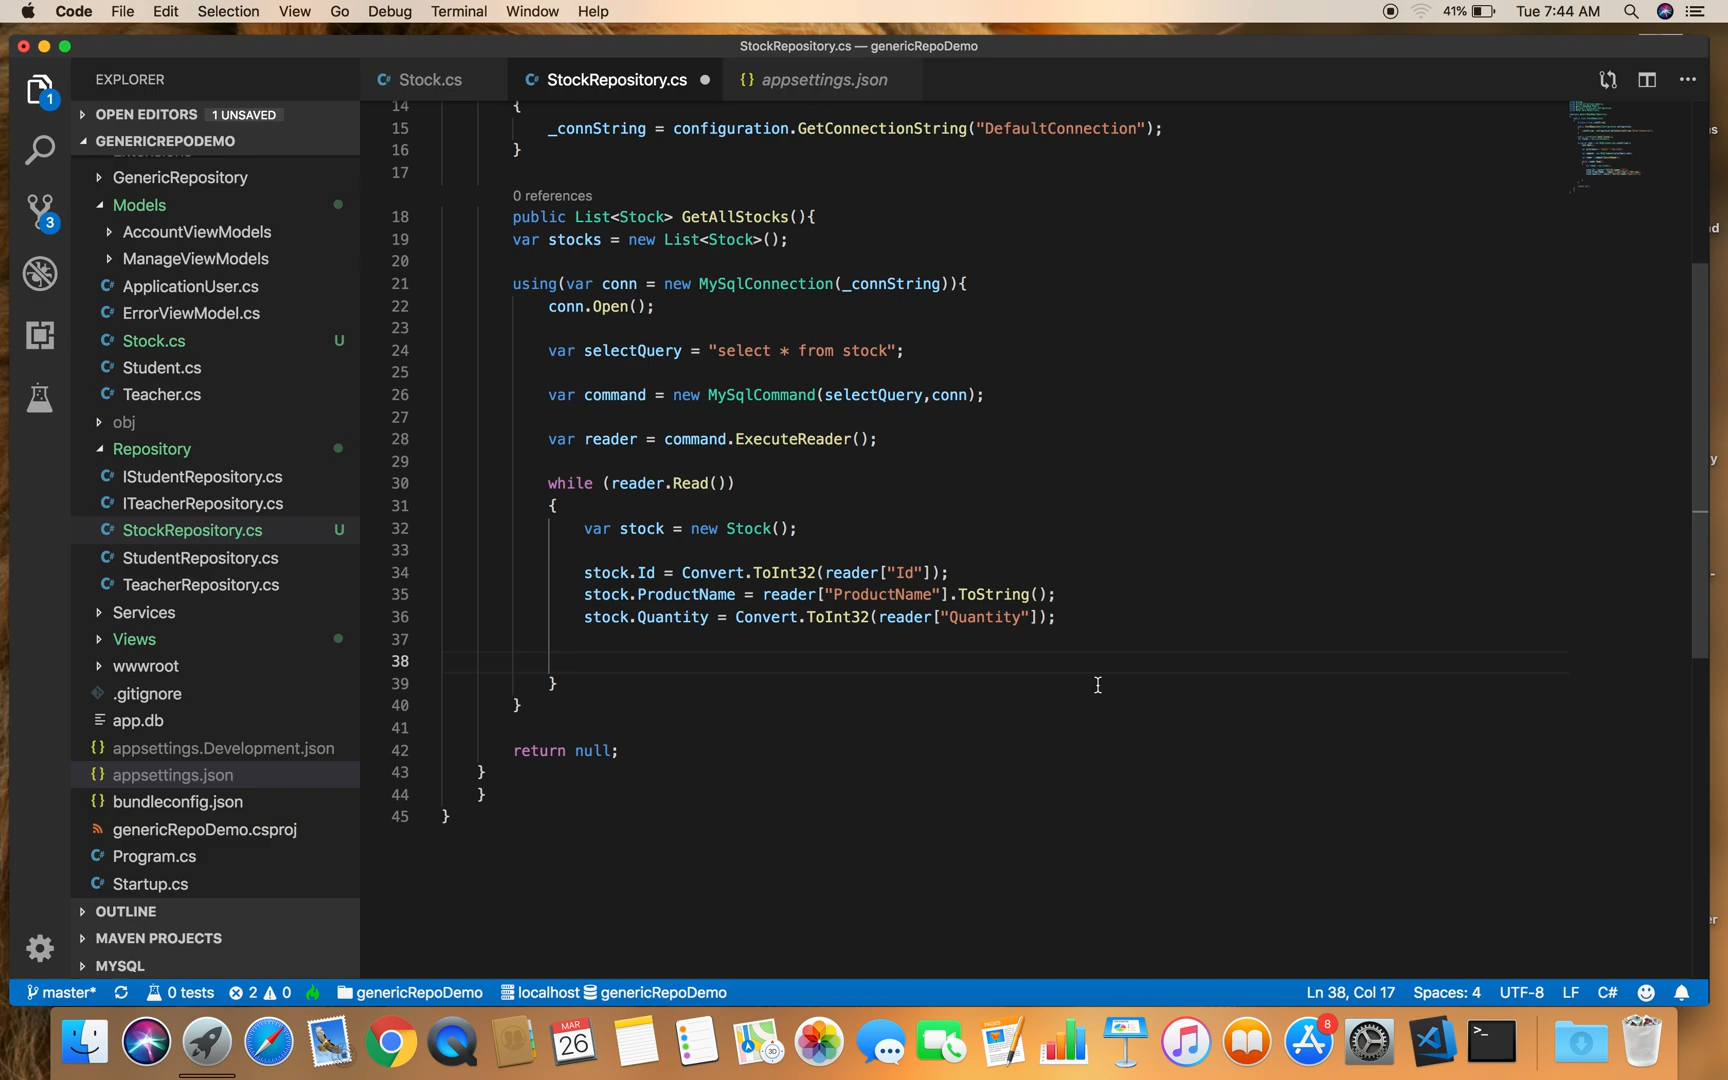 Code File Edit Selection View Go Debug Terminal Window Help 41% Tue 7:44 AM
StockRepository.cs — genericRepoDemo
EXPLORER
Stock.cs StockRepository.cs appsettings.json
1
OPEN EDITORS 1 UNSAVED
GENERICREPODEMO
GenericRepository
Models
AccountViewModels
ManageViewModels
ApplicationUser.cs
ErrorViewModel.cs
Stock.cs U
Student.cs
Teacher.cs
obj
Repository
IStudentRepository.cs
ITeacherRepository.cs
StockRepository.cs U
StudentRepository.cs
TeacherRepository.cs
Services
Views
wwwroot
.gitignore
app.db
appsettings.Development.json
appsettings.json
bundleconfig.json
genericRepoDemo.csproj
Program.cs
Startup.cs
OUTLINE
MAVEN PROJECTS
MYSQL
3
14 {
15 _connString = configuration.GetConnectionString("DefaultConnection");
16 }
17
0 references
18 public List<Stock> GetAllStocks(){
19 var stocks = new List<Stock>();
20
21 using(var conn = new MySqlConnection(_connString)){
22 conn.Open();
23
24 var selectQuery = "select * from stock";
25
26 var command = new MySqlCommand(selectQuery,conn);
27
28 var reader = command.ExecuteReader();
29
30 while (reader.Read())
31 {
32 var stock = new Stock();
33
34 stock.Id = Convert.ToInt32(reader["Id"]);
35 stock.ProductName = reader["ProductName"].ToString();
36 stock.Quantity = Convert.ToInt32(reader["Quantity"]);
37
38
39 }
40 }
41
42 return null;
43 }
44 }
45 }
master* 0 tests 2 0 genericRepoDemo localhost genericRepoDemo Ln 38, Col 17 Spaces: 4 UTF-8 LF C#
MAR
26
8